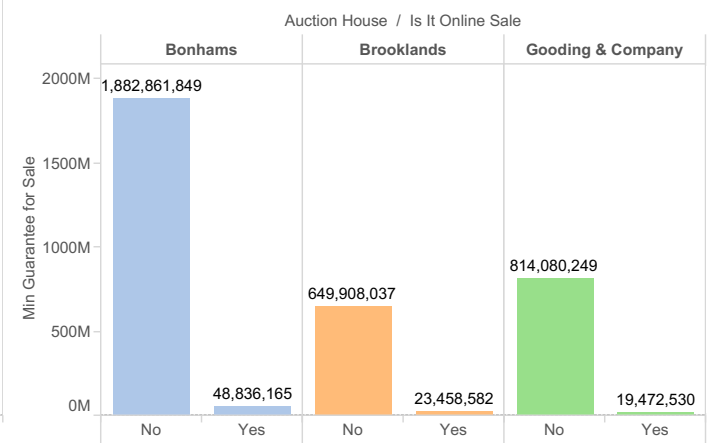 Auction House / Is It Online Sale
Bonhams Brooklands Gooding & Company
Min Guarantee for Sale
2000M
1500M
1000M
500M
0M
1,882,861,849
48,836,165
649,908,037
23,458,582
814,080,249
19,472,530
No Yes No Yes No Yes